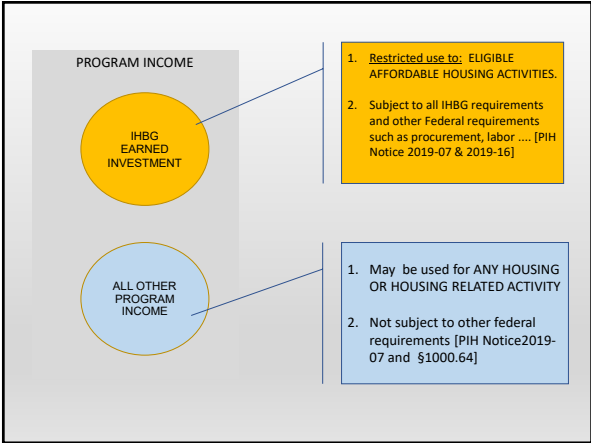 PROGRAM INCOME
IHBG
EARNED
INVESTMENT
1. Restricted use to: ELIGIBLE
AFFORDABLE HOUSING ACTIVITIES.
2. Subject to all IHBG requirements
and other Federal requirements
such as procurement, labor .... [PIH
Notice 2019-07 & 2019-16]
ALL OTHER
PROGRAM
INCOME
1. May be used for ANY HOUSING
OR HOUSING RELATED ACTIVITY
2. Not subject to other federal
requirements [PIH Notice2019-
07 and §1000.64]